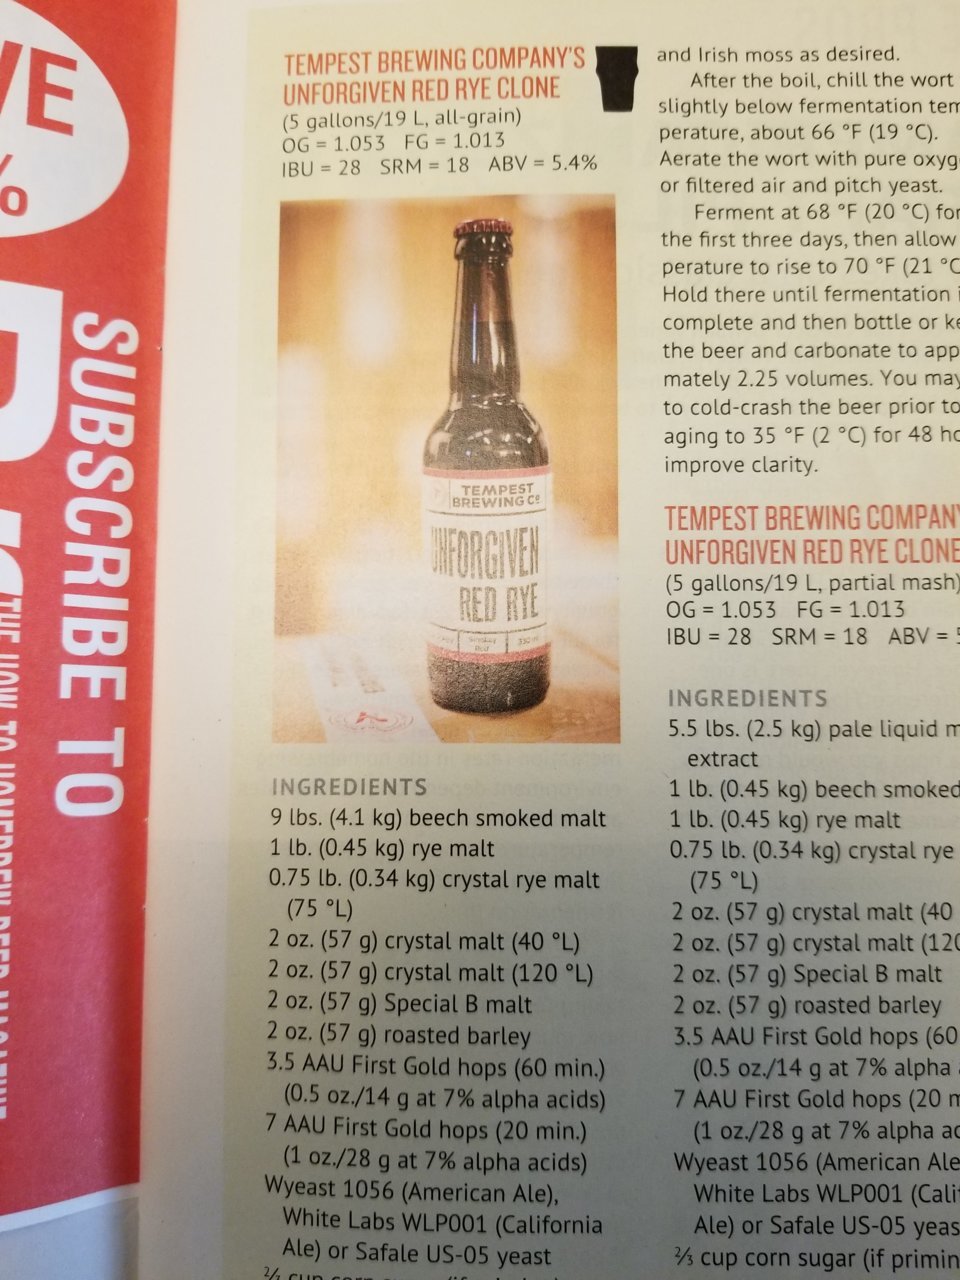 VE
%
SUBSCRIBE TO
TEMPEST BREWING COMPANY'S
UNFORGIVEN RED RYE CLONE
(5 gallons/19 L, all-grain)
OG = 1.053 FG = 1.013
IBU = 28 SRM = 18 ABV = 5.4%
TEMPEST
BREWING Cº
UNFORGIVEN
RED RYE
INGREDIENTS
9 lbs. (4.1 kg) beech smoked malt
1 lb. (0.45 kg) rye malt
0.75 lb. (0.34 kg) crystal rye malt
(75 °L)
2 oz. (57 g) crystal malt (40 °L)
2 oz. (57 g) crystal malt (120 °L)
2 oz. (57 g) Special B malt
2 oz. (57 g) roasted barley
3.5 AAU First Gold hops (60 min.)
(0.5 oz./14 g at 7% alpha acids)
7 AAU First Gold hops (20 min.)
(1 oz./28 g at 7% alpha acids)
Wyeast 1056 (American Ale),
White Labs WLP001 (California
Ale) or Safale US-05 yeast
⅔ cup corn sugar
and Irish moss as desired.
After the boil, chill the wort
slightly below fermentation tem
perature, about 66 °F (19 °C).
Aerate the wort with pure oxyg
or filtered air and pitch yeast.
Ferment at 68 °F (20 °C) for
the first three days, then allow
perature to rise to 70 °F (21 °C
Hold there until fermentation i
complete and then bottle or ke
the beer and carbonate to app
mately 2.25 volumes. You may
to cold-crash the beer prior to
aging to 35 °F (2 °C) for 48 ho
improve clarity.
TEMPEST BREWING COMPANY
UNFORGIVEN RED RYE CLONE
(5 gallons/19 L, partial mash)
OG = 1.053 FG = 1.013
IBU = 28 SRM = 18 ABV = 5
INGREDIENTS
5.5 lbs. (2.5 kg) pale liquid m
extract
1 lb. (0.45 kg) beech smoked
1 lb. (0.45 kg) rye malt
0.75 lb. (0.34 kg) crystal rye
(75 °L)
2 oz. (57 g) crystal malt (40
2 oz. (57 g) crystal malt (120
2 oz. (57 g) Special B malt
2 oz. (57 g) roasted barley
3.5 AAU First Gold hops (60
(0.5 oz./14 g at 7% alpha
7 AAU First Gold hops (20 m
(1 oz./28 g at 7% alpha ac
Wyeast 1056 (American Ale
White Labs WLP001 (Calif
Ale) or Safale US-05 yeas
⅔ cup corn sugar (if primin